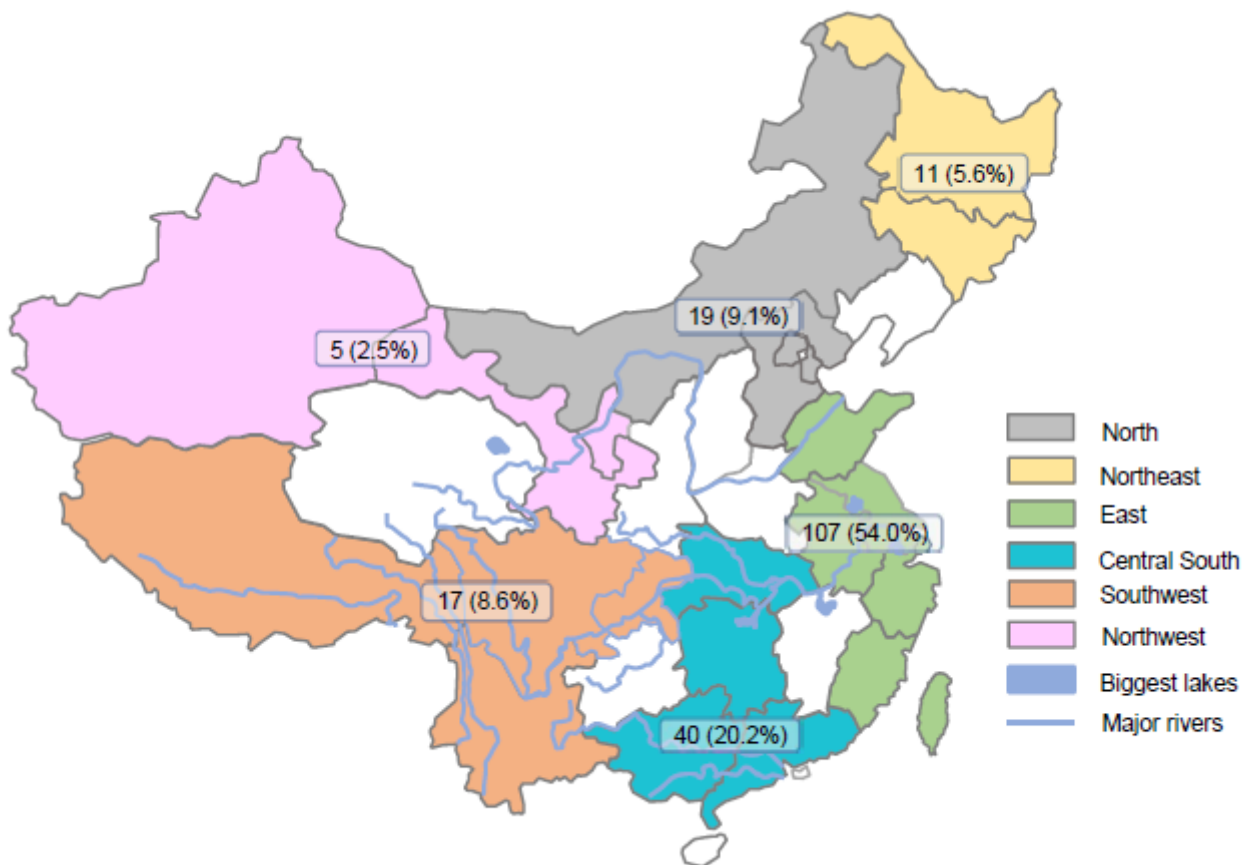 11 (5.6%)
19 (9.1%)
5 (2.5%)
107 (54.0%)
17 (8.6%)
40 (20.2%)
North
Northeast
East
Central South
Southwest
Northwest
Biggest lakes
Major rivers